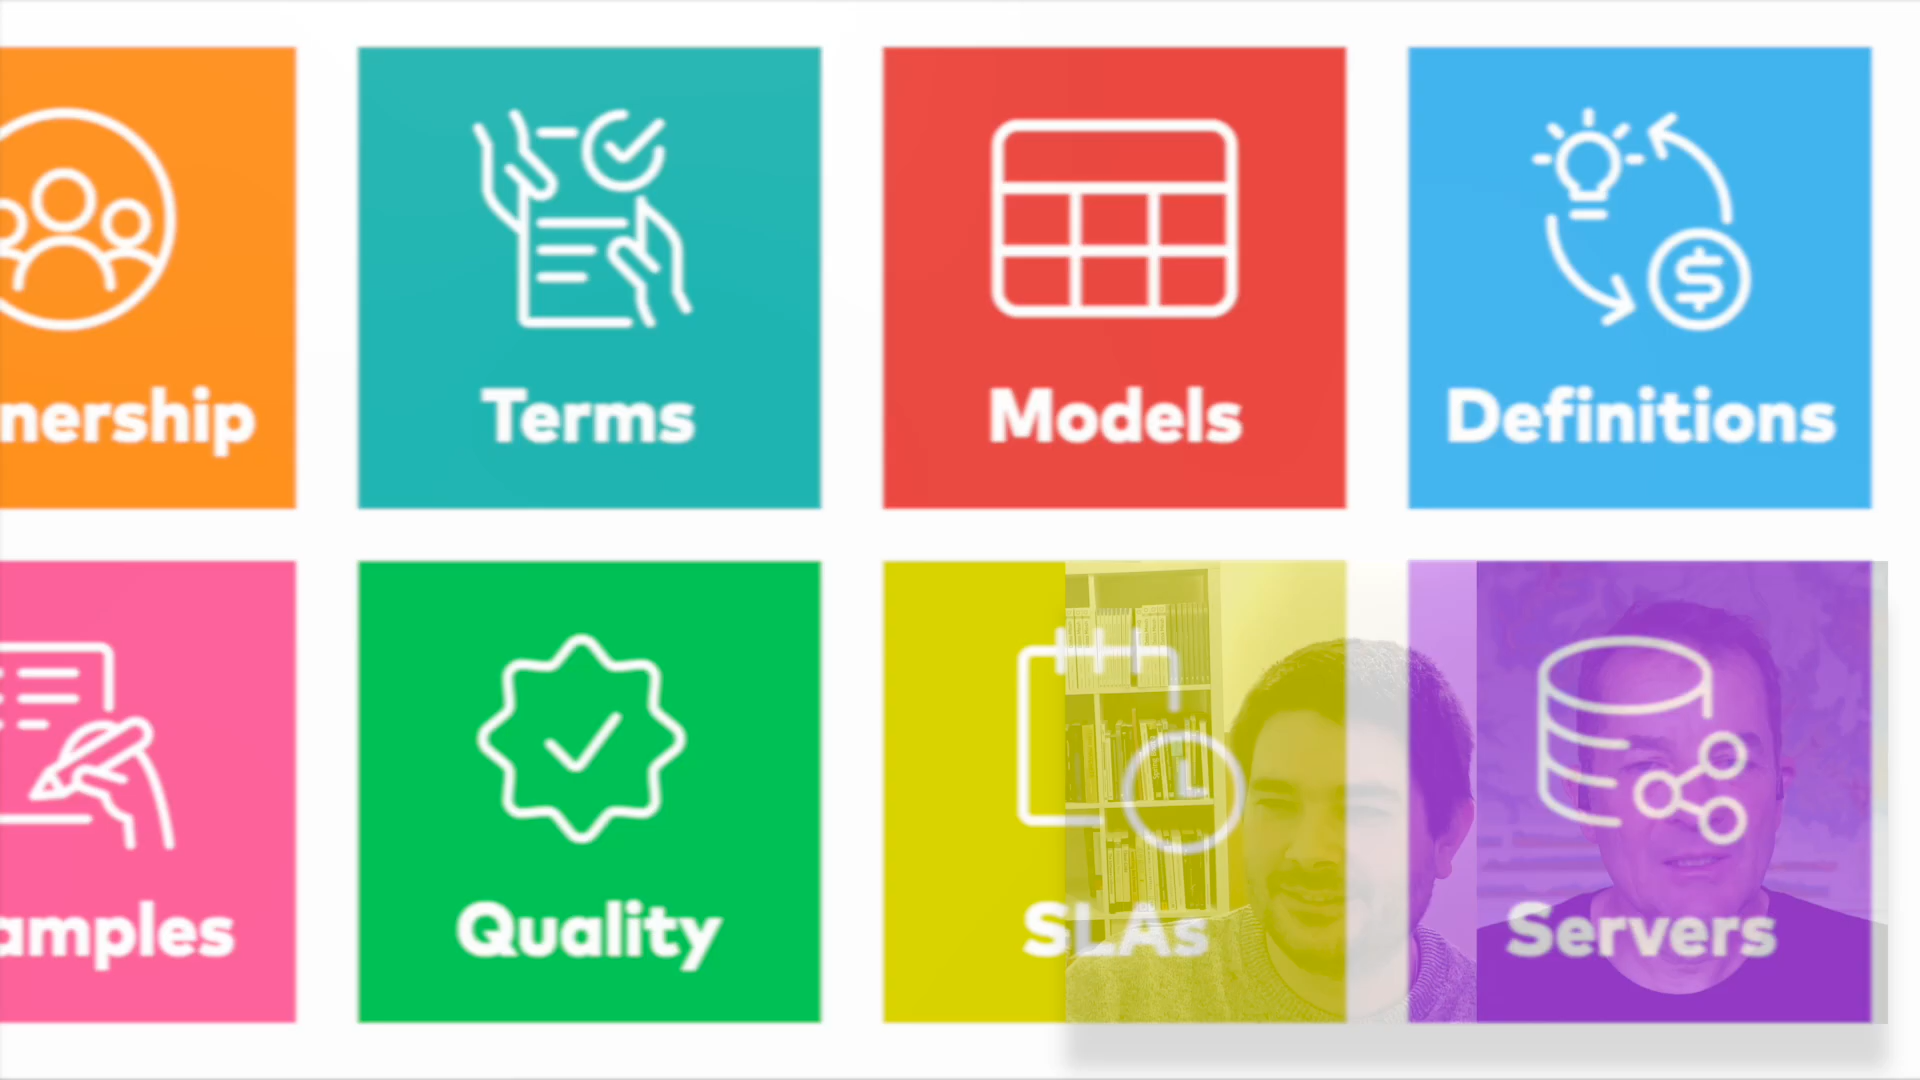 nership
Terms
Models
Definitions
amples
Quality
SLAs
Servers